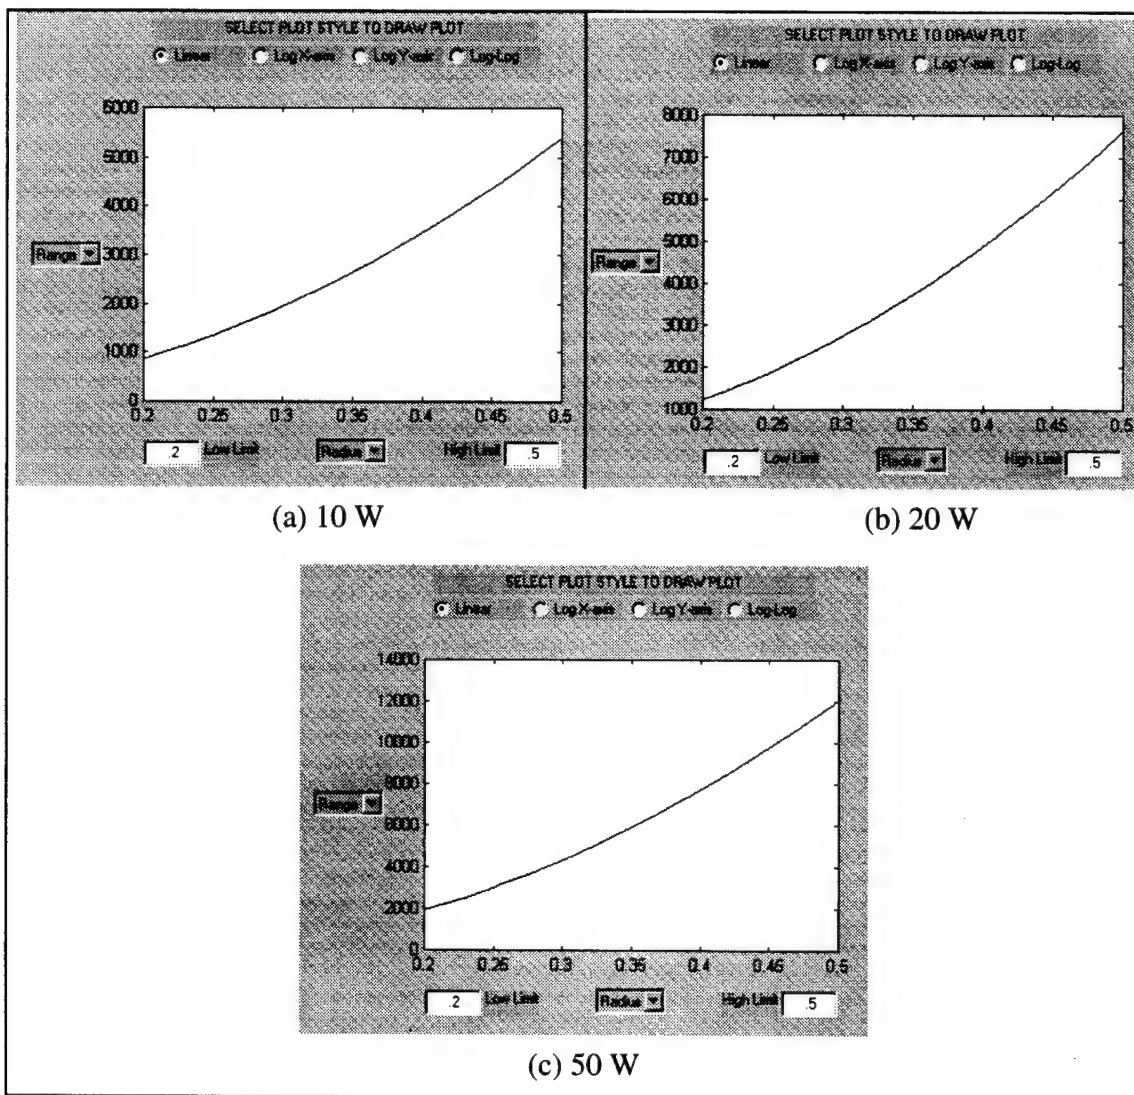 SELECT PLOT STYLE TO DRAW PLOT
Linear Log X-axis Log Y-axis Log-Log
6000
5000
4000
3000
2000
1000
0
Range
0.2 0.25 0.3 0.35 0.4 0.45 0.5
.2 Low Limit Radius High Limit .5
(a) 10 W
SELECT PLOT STYLE TO DRAW PLOT
Linear Log X-axis Log Y-axis Log-Log
8000
7000
6000
5000
4000
3000
2000
1000
Range
0.2 0.25 0.3 0.35 0.4 0.45 0.5
.2 Low Limit Radius High Limit .5
(b) 20 W
SELECT PLOT STYLE TO DRAW PLOT
Linear Log X-axis Log Y-axis Log-Log
14000
12000
10000
8000
6000
4000
2000
0
Range
0.2 0.25 0.3 0.35 0.4 0.45 0.5
.2 Low Limit Radius High Limit .5
(c) 50 W